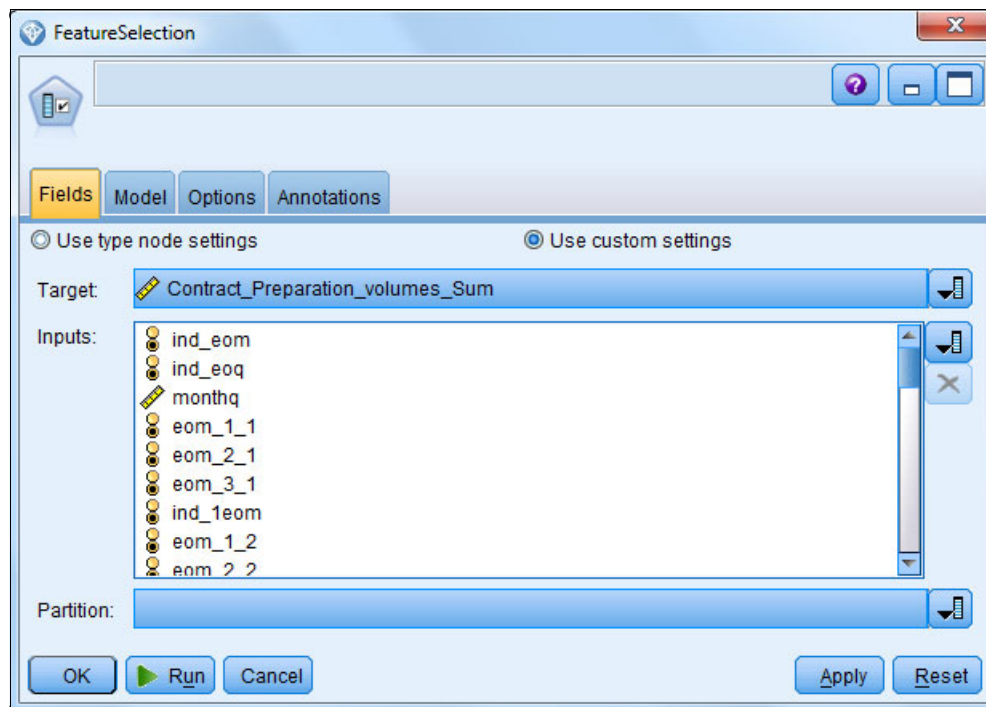 FeatureSelection
Fields Model Options Annotations
Use type node settings Use custom settings
Target: Contract_Preparation_volumes_Sum
Inputs: ind_eom
ind_eoq
monthq
eom_1_1
eom_2_1
eom_3_1
ind_1eom
eom_1_2
eom_2_2
Partition:
OK Run Cancel Apply Reset